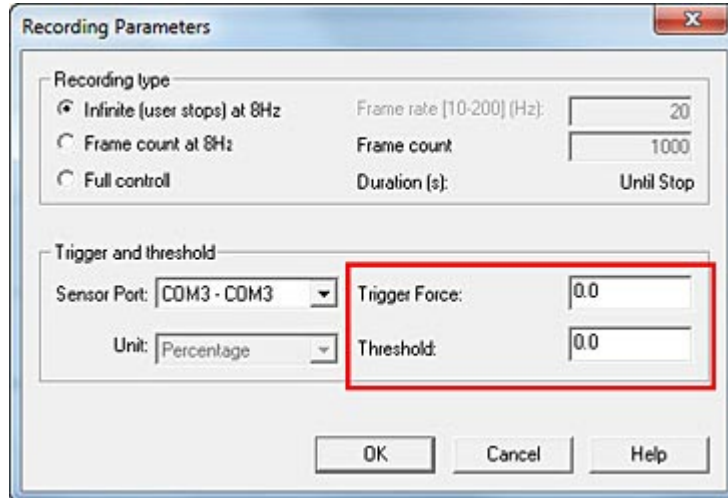 Recording Parameters
Recording type
Infinite (user stops) at 8Hz
Frame rate [10-200] (Hz):
20
Frame count at 8Hz
Frame count
1000
Full controll
Duration (s):
Until Stop
Trigger and threshold
Sensor Port:
COM3 - COM3
Trigger Force:
0.0
Unit:
Percentage
Threshold:
0.0
OK
Cancel
Help